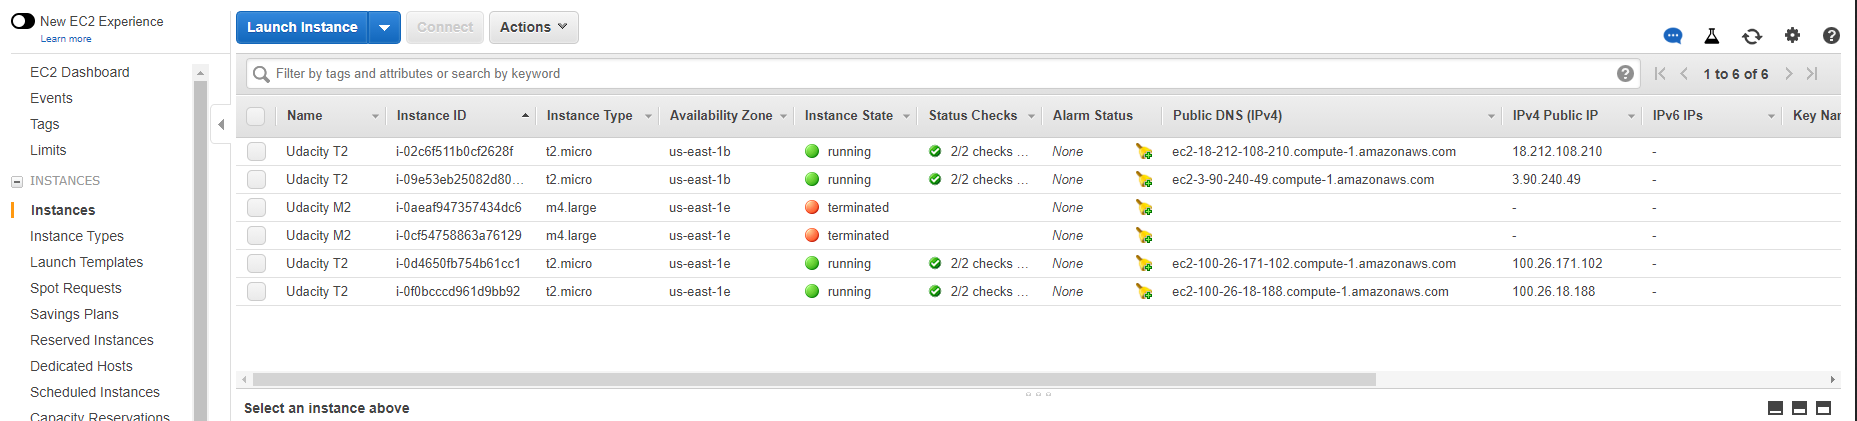 New EC2 Experience
Learn more
EC2 Dashboard
Events
Tags
Limits
INSTANCES
Instances
Instance Types
Launch Templates
Spot Requests
Savings Plans
Reserved Instances
Dedicated Hosts
Scheduled Instances
Capacity Reservations
Launch Instance Connect Actions
Filter by tags and attributes or search by keyword 1 to 6 of 6
Name Instance ID Instance Type Availability Zone Instance State Status Checks Alarm Status Public DNS (IPv4) IPv4 Public IP IPv6 IPs Key Nar
Udacity T2 i-02c6f511b0cf2628f t2.micro us-east-1b running 2/2 checks ... None ec2-18-212-108-210.compute-1.amazonaws.com 18.212.108.210 -
Udacity T2 i-09e53eb25082d80... t2.micro us-east-1b running 2/2 checks ... None ec2-3-90-240-49.compute-1.amazonaws.com 3.90.240.49 -
Udacity M2 i-0aeaf947357434dc6 m4.large us-east-1e terminated None - -
Udacity M2 i-0cf54758863a76129 m4.large us-east-1e terminated None - -
Udacity T2 i-0d4650fb754b61cc1 t2.micro us-east-1e running 2/2 checks ... None ec2-100-26-171-102.compute-1.amazonaws.com 100.26.171.102 -
Udacity T2 i-0f0bcccd961d9bb92 t2.micro us-east-1e running 2/2 checks ... None ec2-100-26-18-188.compute-1.amazonaws.com 100.26.18.188 -
Select an instance above